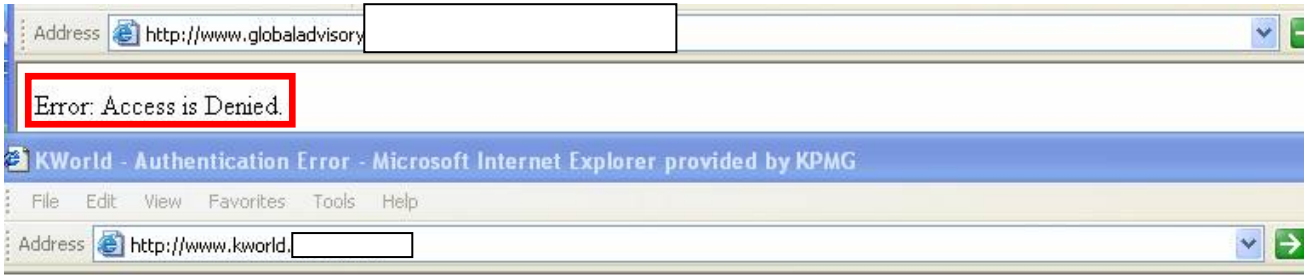 Address http://www.globaladvisory
Error: Access is Denied.
KWorld - Authentication Error - Microsoft Internet Explorer provided by KPMG
File Edit View Favorites Tools Help
Address http://www.kworld.